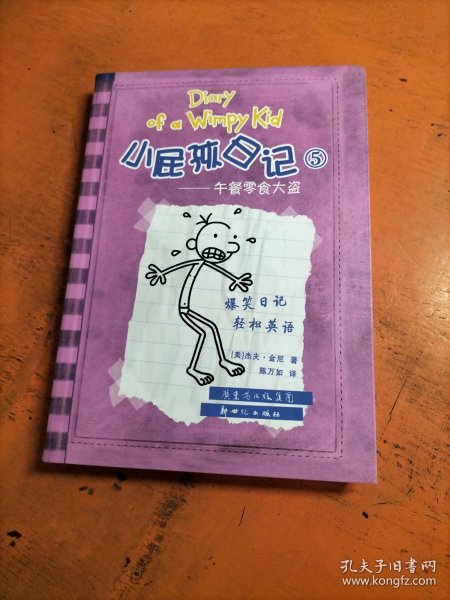 Diary
of a Wimpy Kid
小屁孩日记⑤
——午餐零食大盗
爆笑日记
轻松英语
[美]杰夫·金尼 著
陈万如 译
广东省出版集团
新世纪出版社
孔夫子旧书网
www.kongfz.com